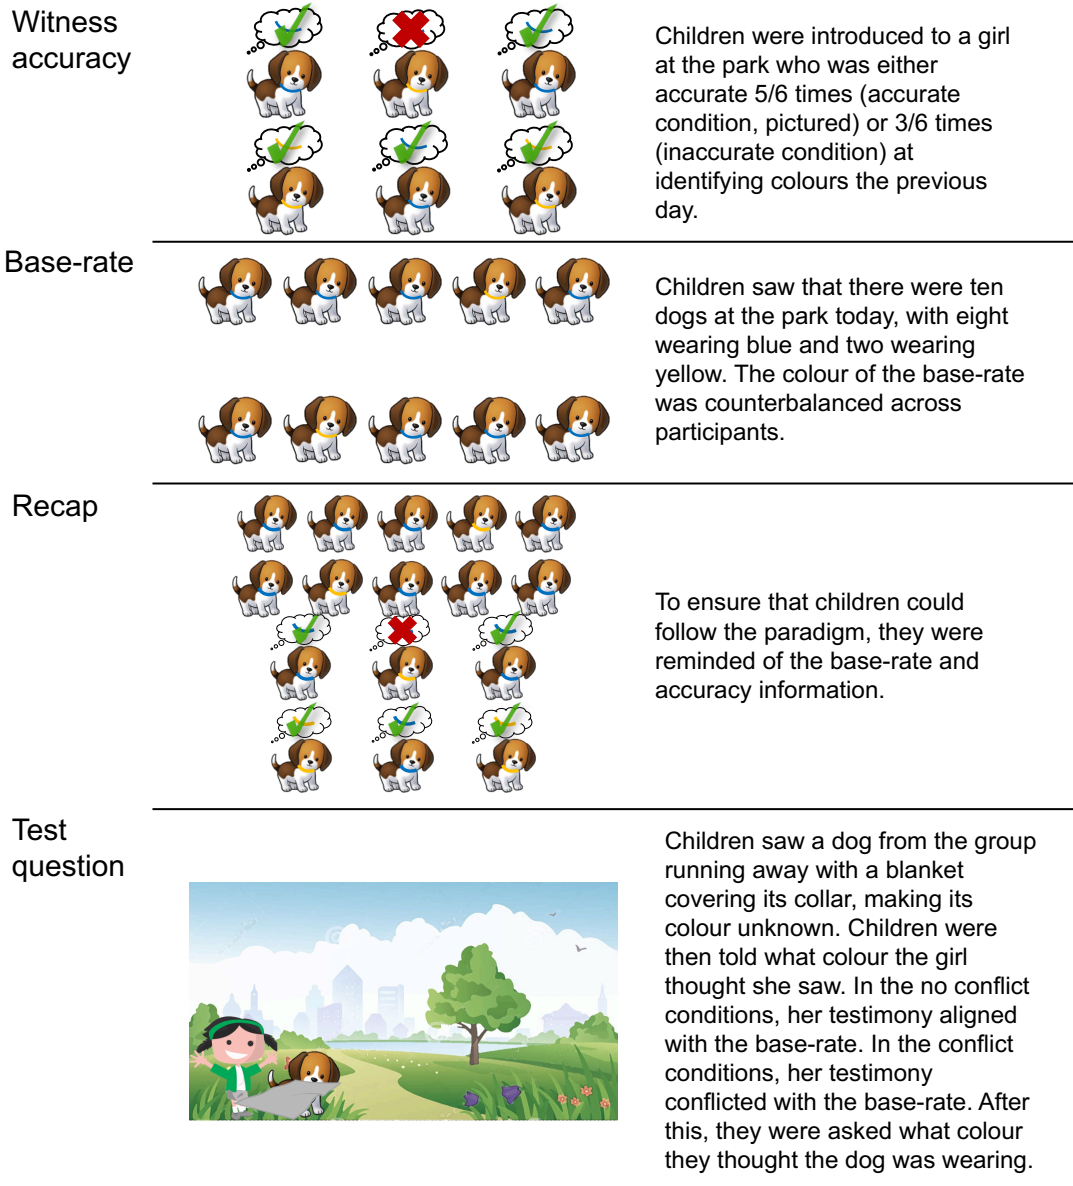 Witness
accuracy
Children were introduced to a girl
at the park who was either
accurate 5/6 times (accurate
condition, pictured) or 3/6 times
(inaccurate condition) at
identifying colours the previous
day.
Base-rate
Children saw that there were ten
dogs at the park today, with eight
wearing blue and two wearing
yellow. The colour of the base-rate
was counterbalanced across
participants.
Recap
To ensure that children could
follow the paradigm, they were
reminded of the base-rate and
accuracy information.
Test
question
Children saw a dog from the group
running away with a blanket
covering its collar, making its
colour unknown. Children were
then told what colour the girl
thought she saw. In the no conflict
conditions, her testimony aligned
with the base-rate. In the conflict
conditions, her testimony
conflicted with the base-rate. After
this, they were asked what colour
they thought the dog was wearing.